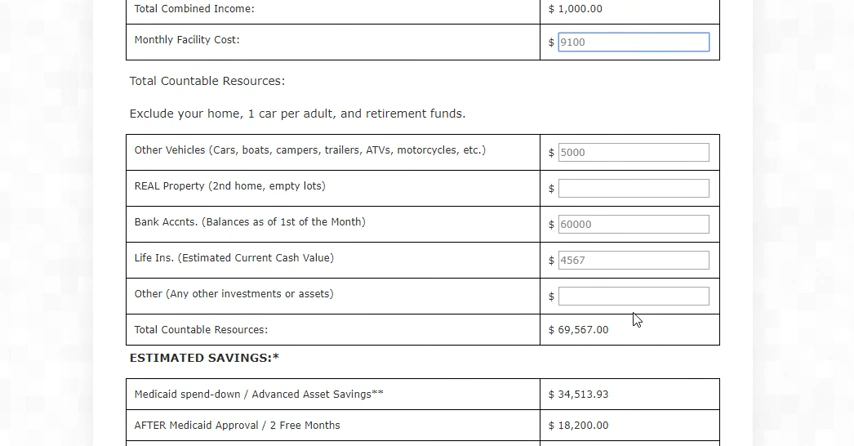 Total Combined Income: $ 1,000.00
Monthly Facility Cost: $ 9100
Total Countable Resources:
Exclude your home, 1 car per adult, and retirement funds.
Other Vehicles (Cars, boats, campers, trailers, ATVs, motorcycles, etc.) $ 5000
REAL Property (2nd home, empty lots) $
Bank Accnts. (Balances as of 1st of the Month) $ 60000
Life Ins. (Estimated Current Cash Value) $ 4567
Other (Any other investments or assets) $
Total Countable Resources: $ 69,567.00
ESTIMATED SAVINGS:*
Medicaid spend-down / Advanced Asset Savings** $ 34,513.93
AFTER Medicaid Approval / 2 Free Months $ 18,200.00